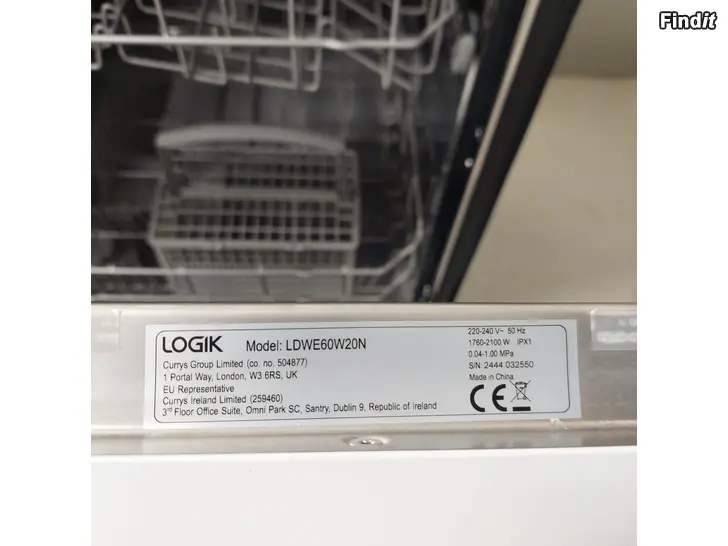 Findit
LOGIK Model: LDWE60W20N
Currys Group Limited (co. no. 504877)
1 Portal Way, London, W3 6RS, UK
EU Representative
Currys Ireland Limited (259460)
3rd Floor Office Suite, Omni Park SC, Santry, Dublin 9, Republic of Ireland
220-240 V~ 50 Hz
1760-2100 W IPX1
0.04-1.00 MPa
S/N: 2444 032550
Made in China
CE